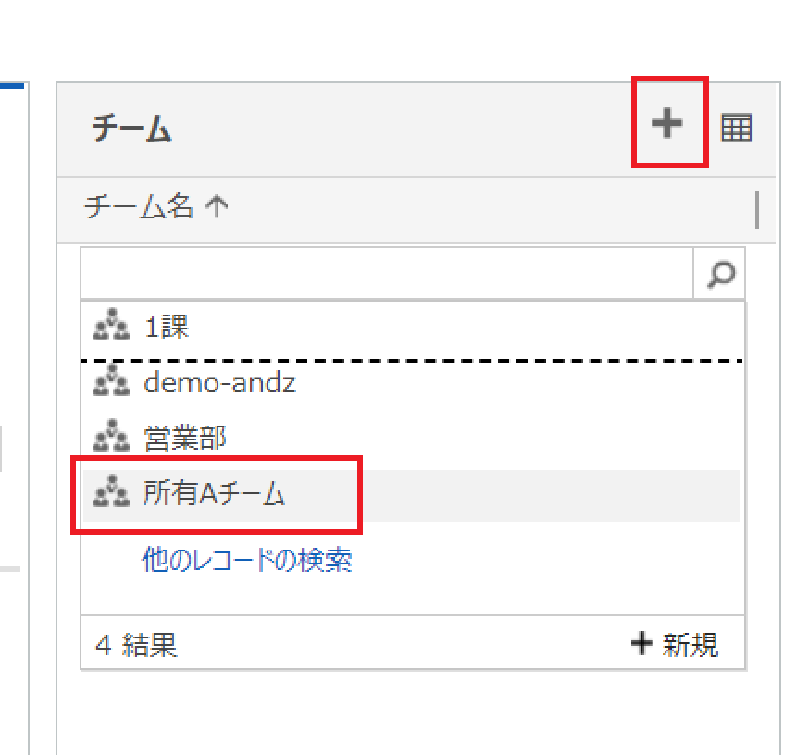 チーム
チーム名
1課
demo-andz
営業部
所有Aチーム
他のレコードの検索
4 結果
新規